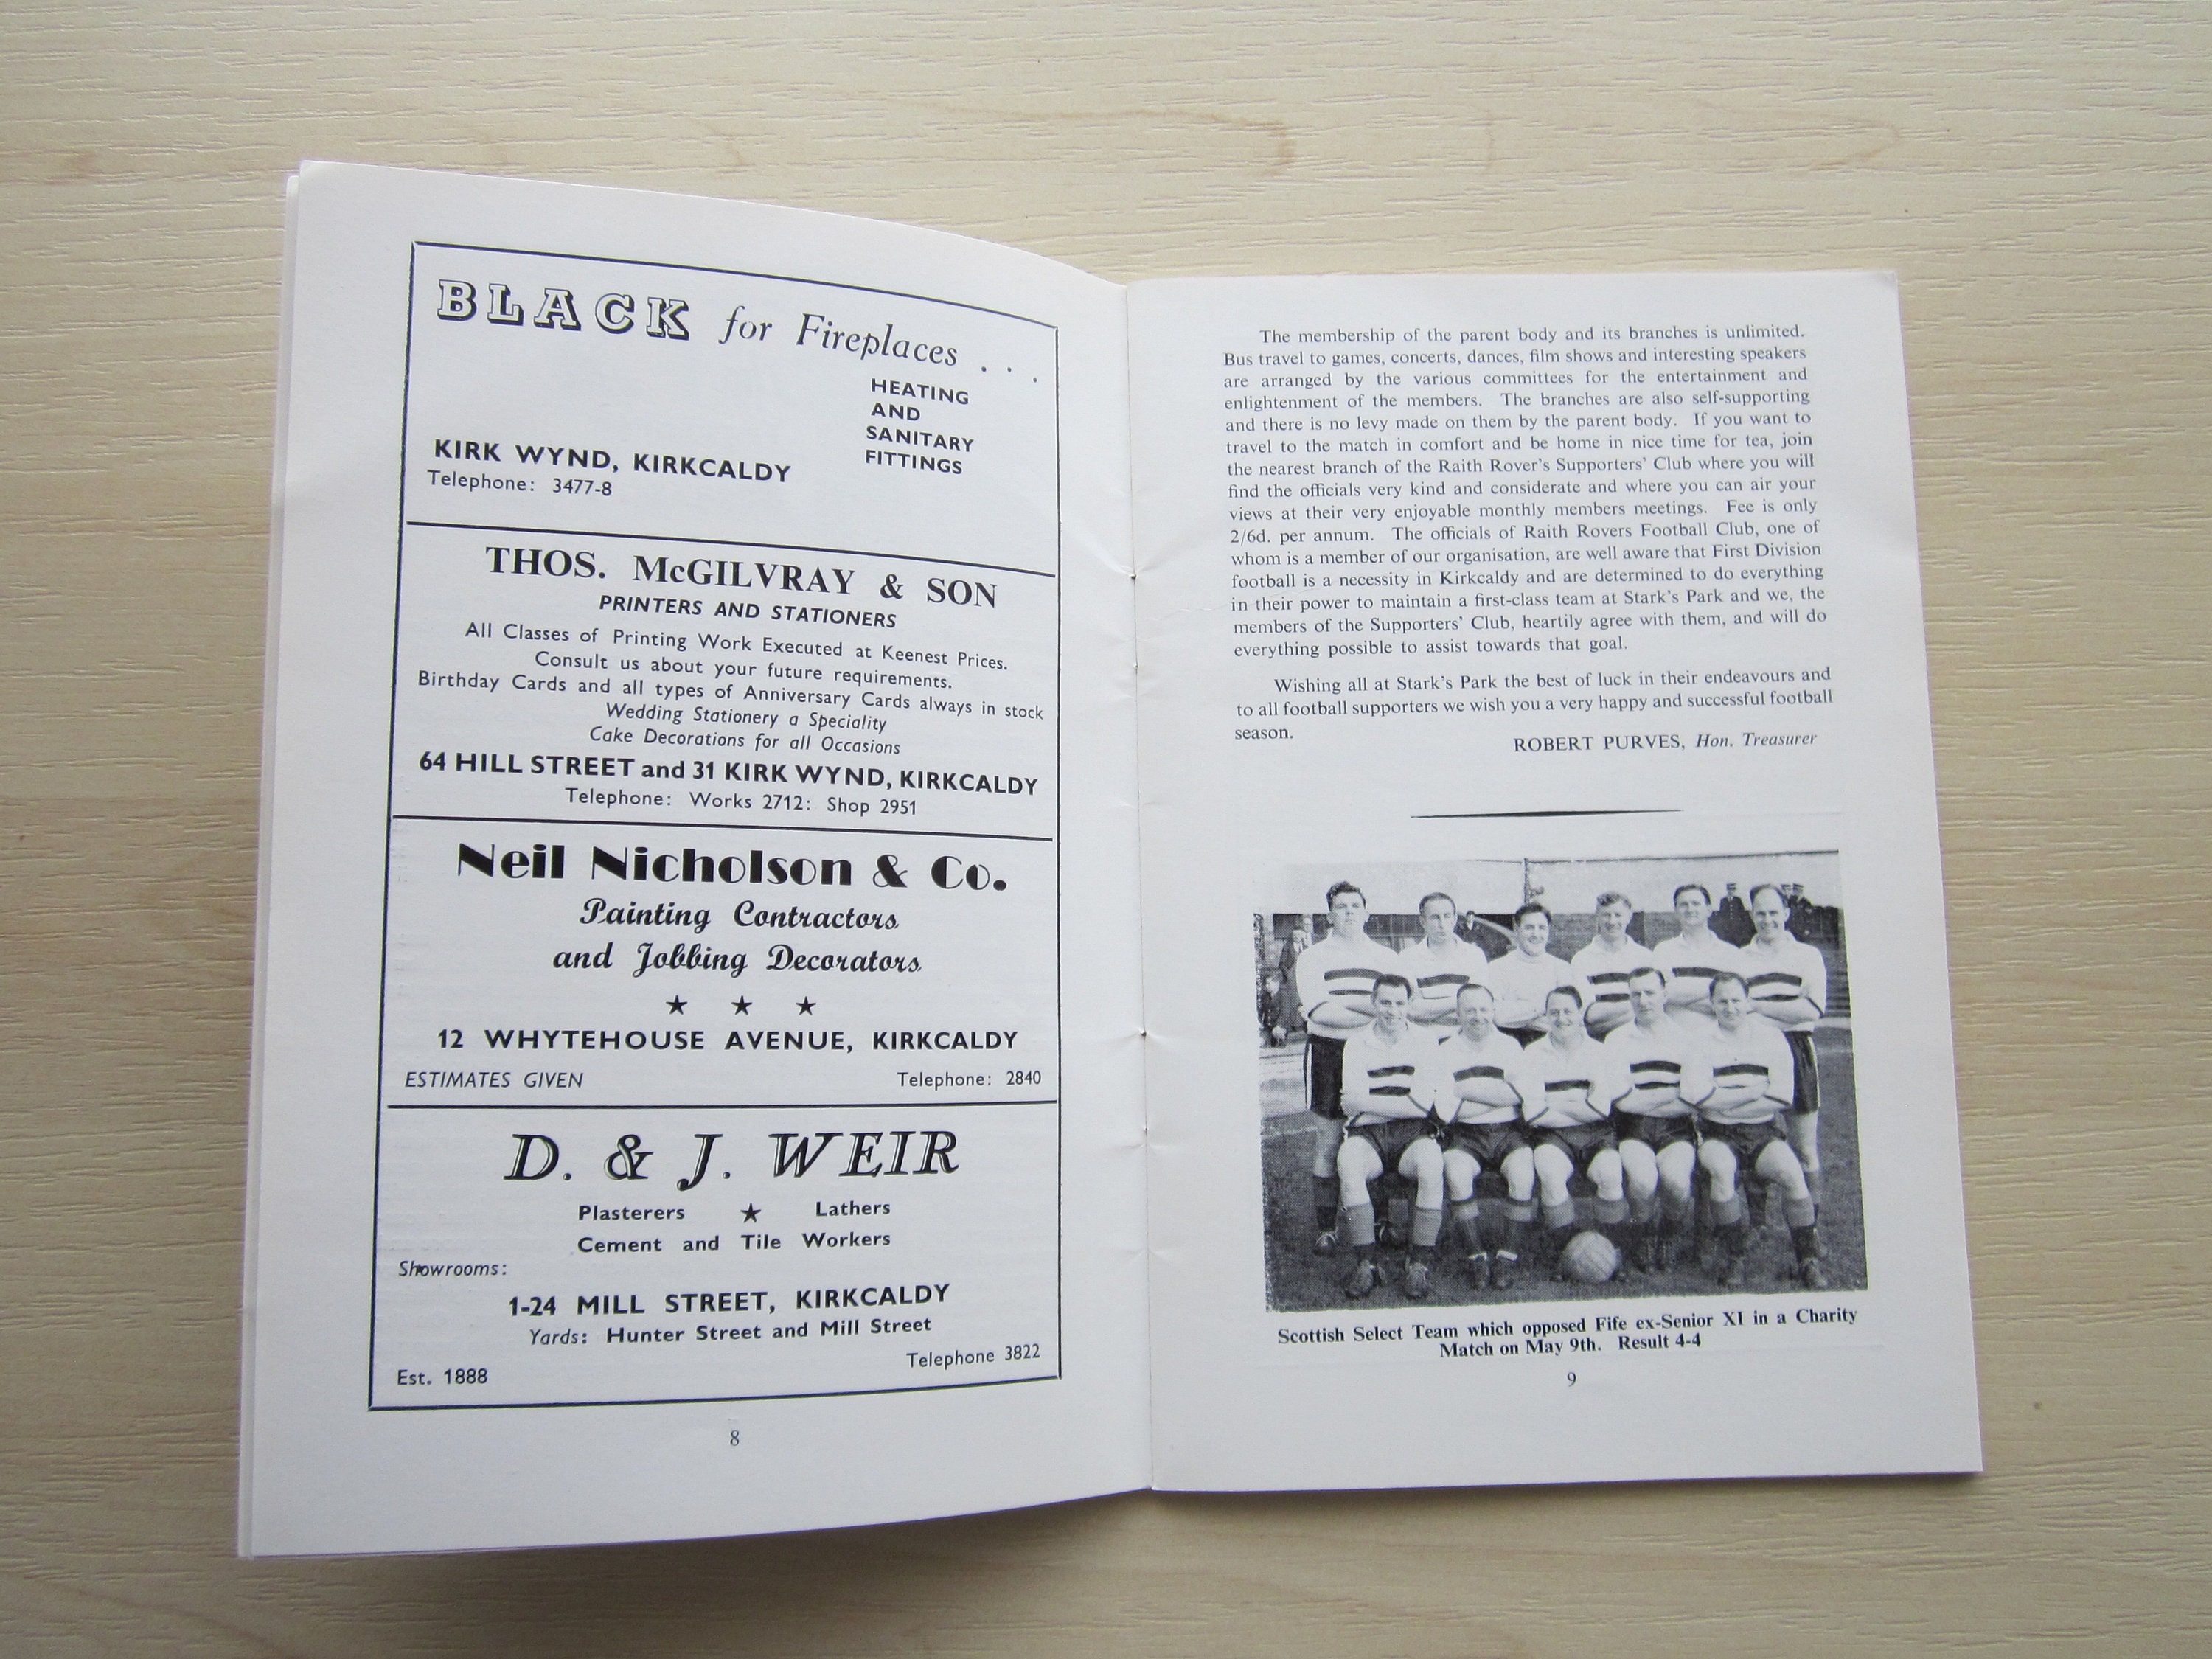 BLACK for Fireplaces . . .
HEATING
AND
SANITARY
FITTINGS
KIRK WYND, KIRKCALDY
Telephone: 3477-8
THOS. McGILVRAY & SON
PRINTERS AND STATIONERS
All Classes of Printing Work Executed at Keenest Prices.
Consult us about your future requirements.
Birthday Cards and all types of Anniversary Cards always in stock
Wedding Stationery a Speciality
Cake Decorations for all Occasions
64 HILL STREET and 31 KIRK WYND, KIRKCALDY
Telephone: Works 2712: Shop 2951
Neil Nicholson & Co.
Painting Contractors
and Jobbing Decorators
★ ★ ★
12 WHYTEHOUSE AVENUE, KIRKCALDY
ESTIMATES GIVEN Telephone: 2840
D. & J. WEIR
Plasterers ★ Lathers
Cement and Tile Workers
Showrooms:
1-24 MILL STREET, KIRKCALDY
Yards: Hunter Street and Mill Street
Telephone 3822
Est. 1888
8
The membership of the parent body and its branches is unlimited.
Bus travel to games, concerts, dances, film shows and interesting speakers
are arranged by the various committees for the entertainment and
enlightenment of the members. The branches are also self-supporting
and there is no levy made on them by the parent body. If you want to
travel to the match in comfort and be home in nice time for tea, join
the nearest branch of the Raith Rover's Supporters' Club where you will
find the officials very kind and considerate and where you can air your
views at their very enjoyable monthly members meetings. Fee is only
2/6d. per annum. The officials of Raith Rovers Football Club, one of
whom is a member of our organisation, are well aware that First Division
football is a necessity in Kirkcaldy and are determined to do everything
in their power to maintain a first-class team at Stark's Park and we, the
members of the Supporters' Club, heartily agree with them, and will do
everything possible to assist towards that goal.
Wishing all at Stark's Park the best of luck in their endeavours and
to all football supporters we wish you a very happy and successful football
season.
ROBERT PURVES, Hon. Treasurer
Scottish Select Team which opposed Fife ex-Senior XI in a Charity
Match on May 9th. Result 4-4
9